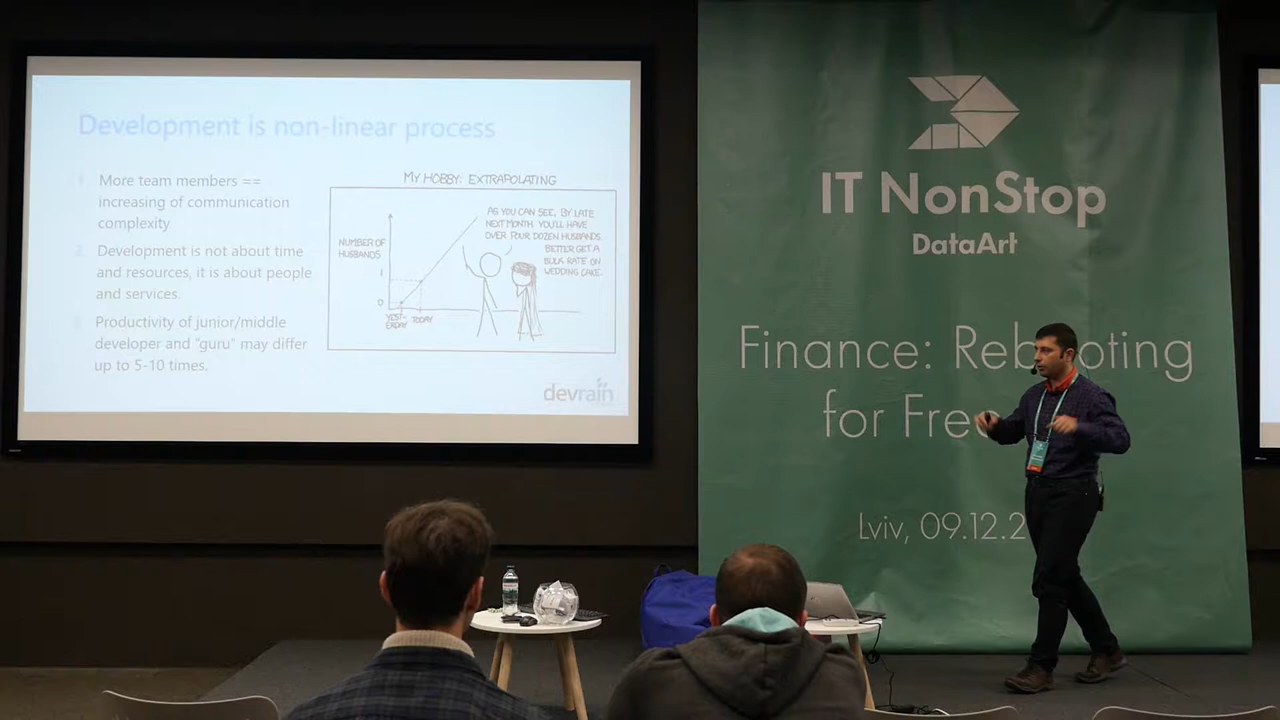 Development is non-linear process
1. More team members ==
increasing of communication
complexity
2. Development is not about time
and resources, it is about people
and services.
3. Productivity of junior/middle
developer and "guru" may differ
up to 5-10 times.
MY HOBBY: EXTRAPOLATING
AS YOU CAN SEE, BY LATE
NEXT MONTH YOU'LL HAVE
OVER FOUR DOZEN HUSBANDS.
BETTER GET A
BULK RATE ON
WEDDING CAKE.
NUMBER OF
HUSBANDS
1
0
YEST-
ERDAY
TODAY
devrain
IT NonStop
DataArt
Finance: Reb oting
for Free
Lviv, 09.12.2